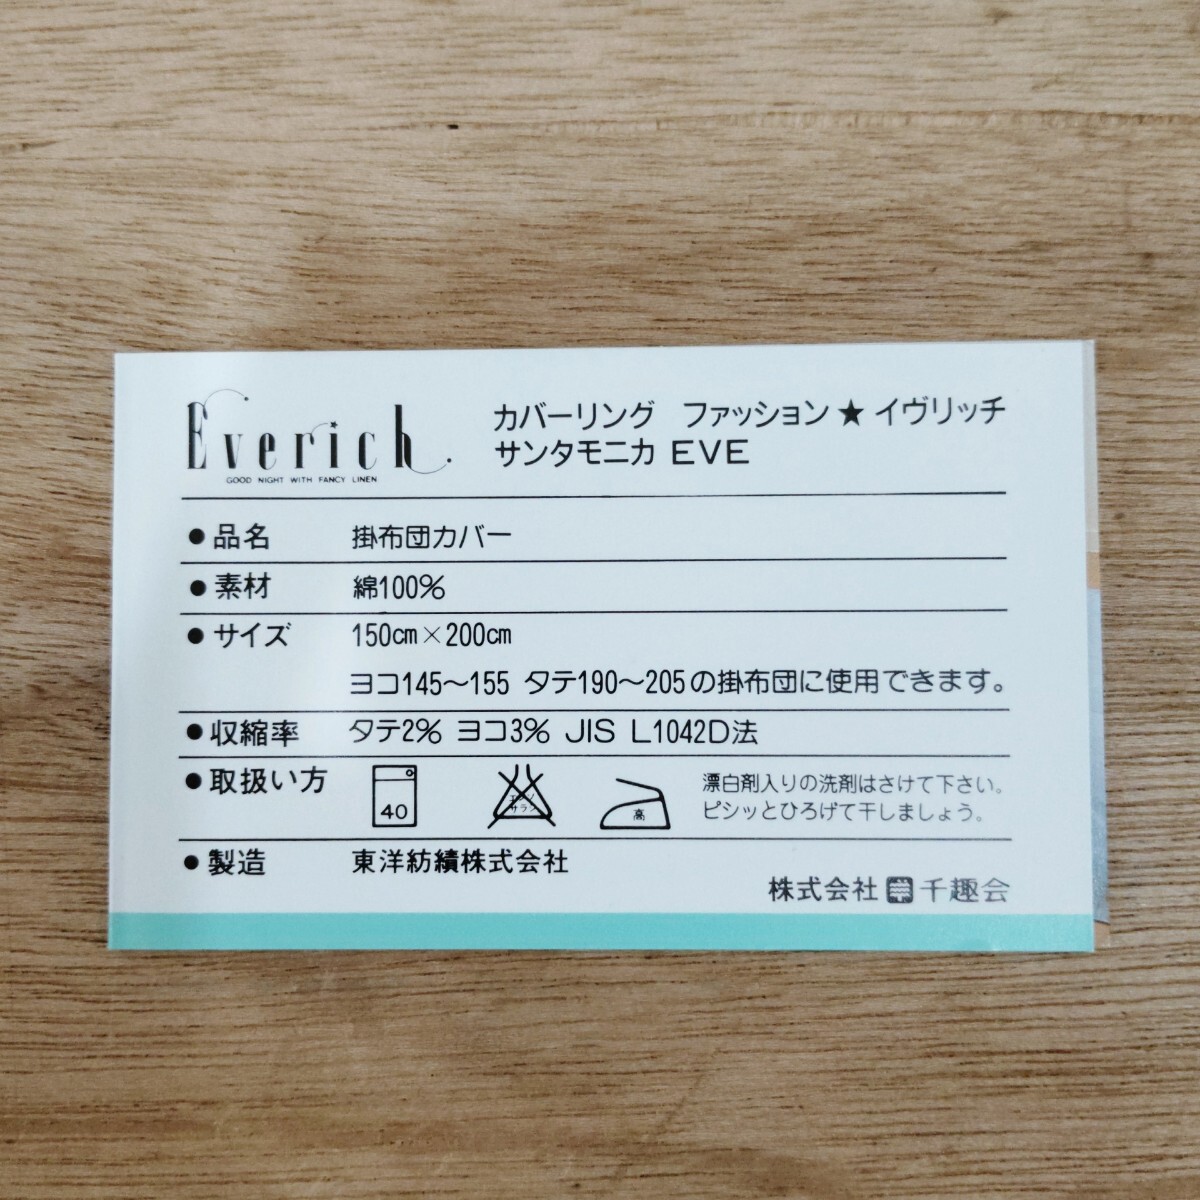 Everich.
GOOD NIGHT WITH FANCY LINEN
カバーリング ファッション★イヴリッチ
サンタモニカ EVE
●品名 掛布団カバー
●素材 綿100%
●サイズ 150cm×200cm
ヨコ145〜155 タテ190〜205の掛布団に使用できます。
●収縮率 タテ2% ヨコ3% JIS L1042D法
●取扱い方 40 エンソ サラシ 高
漂白剤入りの洗剤はさけて下さい。
ピシッとひろげて干しましょう。
●製造 東洋紡績株式会社
株式会社 千趣会